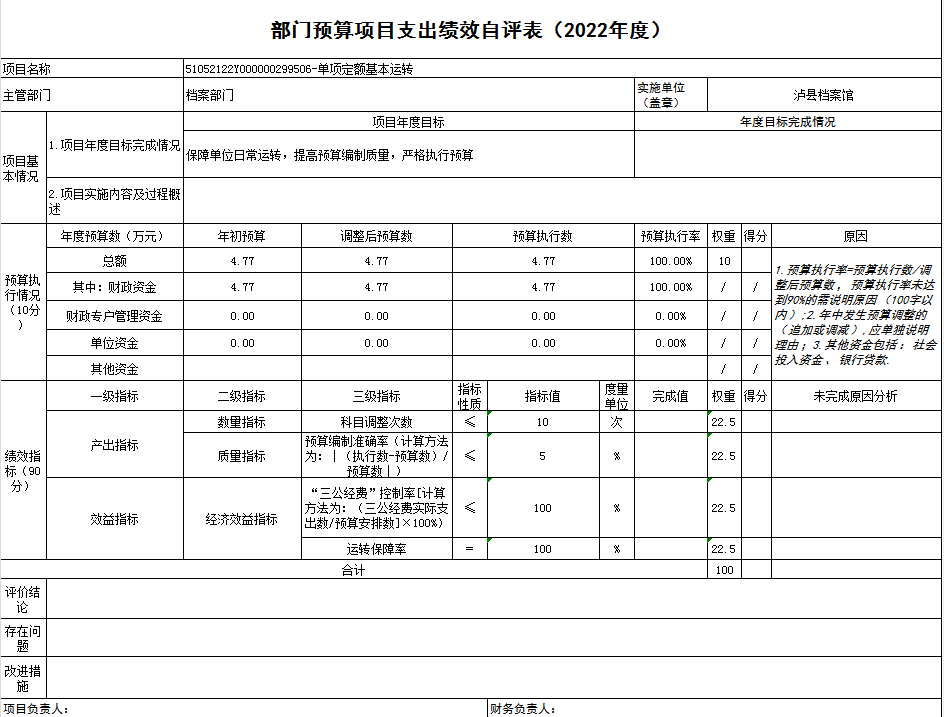 部门预算项目支出绩效自评表（2022年度）
项目名称 51052122Y000000299506-单项定额基本运转
主管部门 档案部门 实施单位（盖章） 泸县档案馆
项目基本情况
1.项目年度目标完成情况
项目年度目标 年度目标完成情况
保障单位日常运转，提高预算编制质量，严格执行预算
2.项目实施内容及过程概述
预算执行情况（10分）
年度预算数（万元） 年初预算 调整后预算数 预算执行数 预算执行率 权重 得分 原因
总额 4.77 4.77 4.77 100.00% 10
其中：财政资金 4.77 4.77 4.77 100.00% / /
财政专户管理资金 0.00 0.00 0.00 0.00% / /
单位资金 0.00 0.00 0.00 0.00% / /
其他资金 / /
1.预算执行率=预算执行数/调
整后预算数，预算执行率未达
到90%的需说明原因（100字以
内）;2.年中发生预算调整的
（追加或调减）,应单独说明
理由；3.其他资金包括：社会
投入资金、银行贷款.
绩效指标（90分）
一级指标 二级指标 三级指标 指标性质 指标值 度量单位 完成值 权重 得分 未完成原因分析
产出指标
数量指标 科目调整次数 ≤ 10 次 22.5
质量指标 预算编制准确率（计算方法为：｜（执行数-预算数）/预算数｜） ≤ 5 % 22.5
效益指标 经济效益指标
“三公经费”控制率[计算方法为：（三公经费实际支出数/预算安排数]×100%） ≤ 100 % 22.5
运转保障率 = 100 % 22.5
合计 100
评价结论
存在问题
改进措施
项目负责人： 财务负责人：